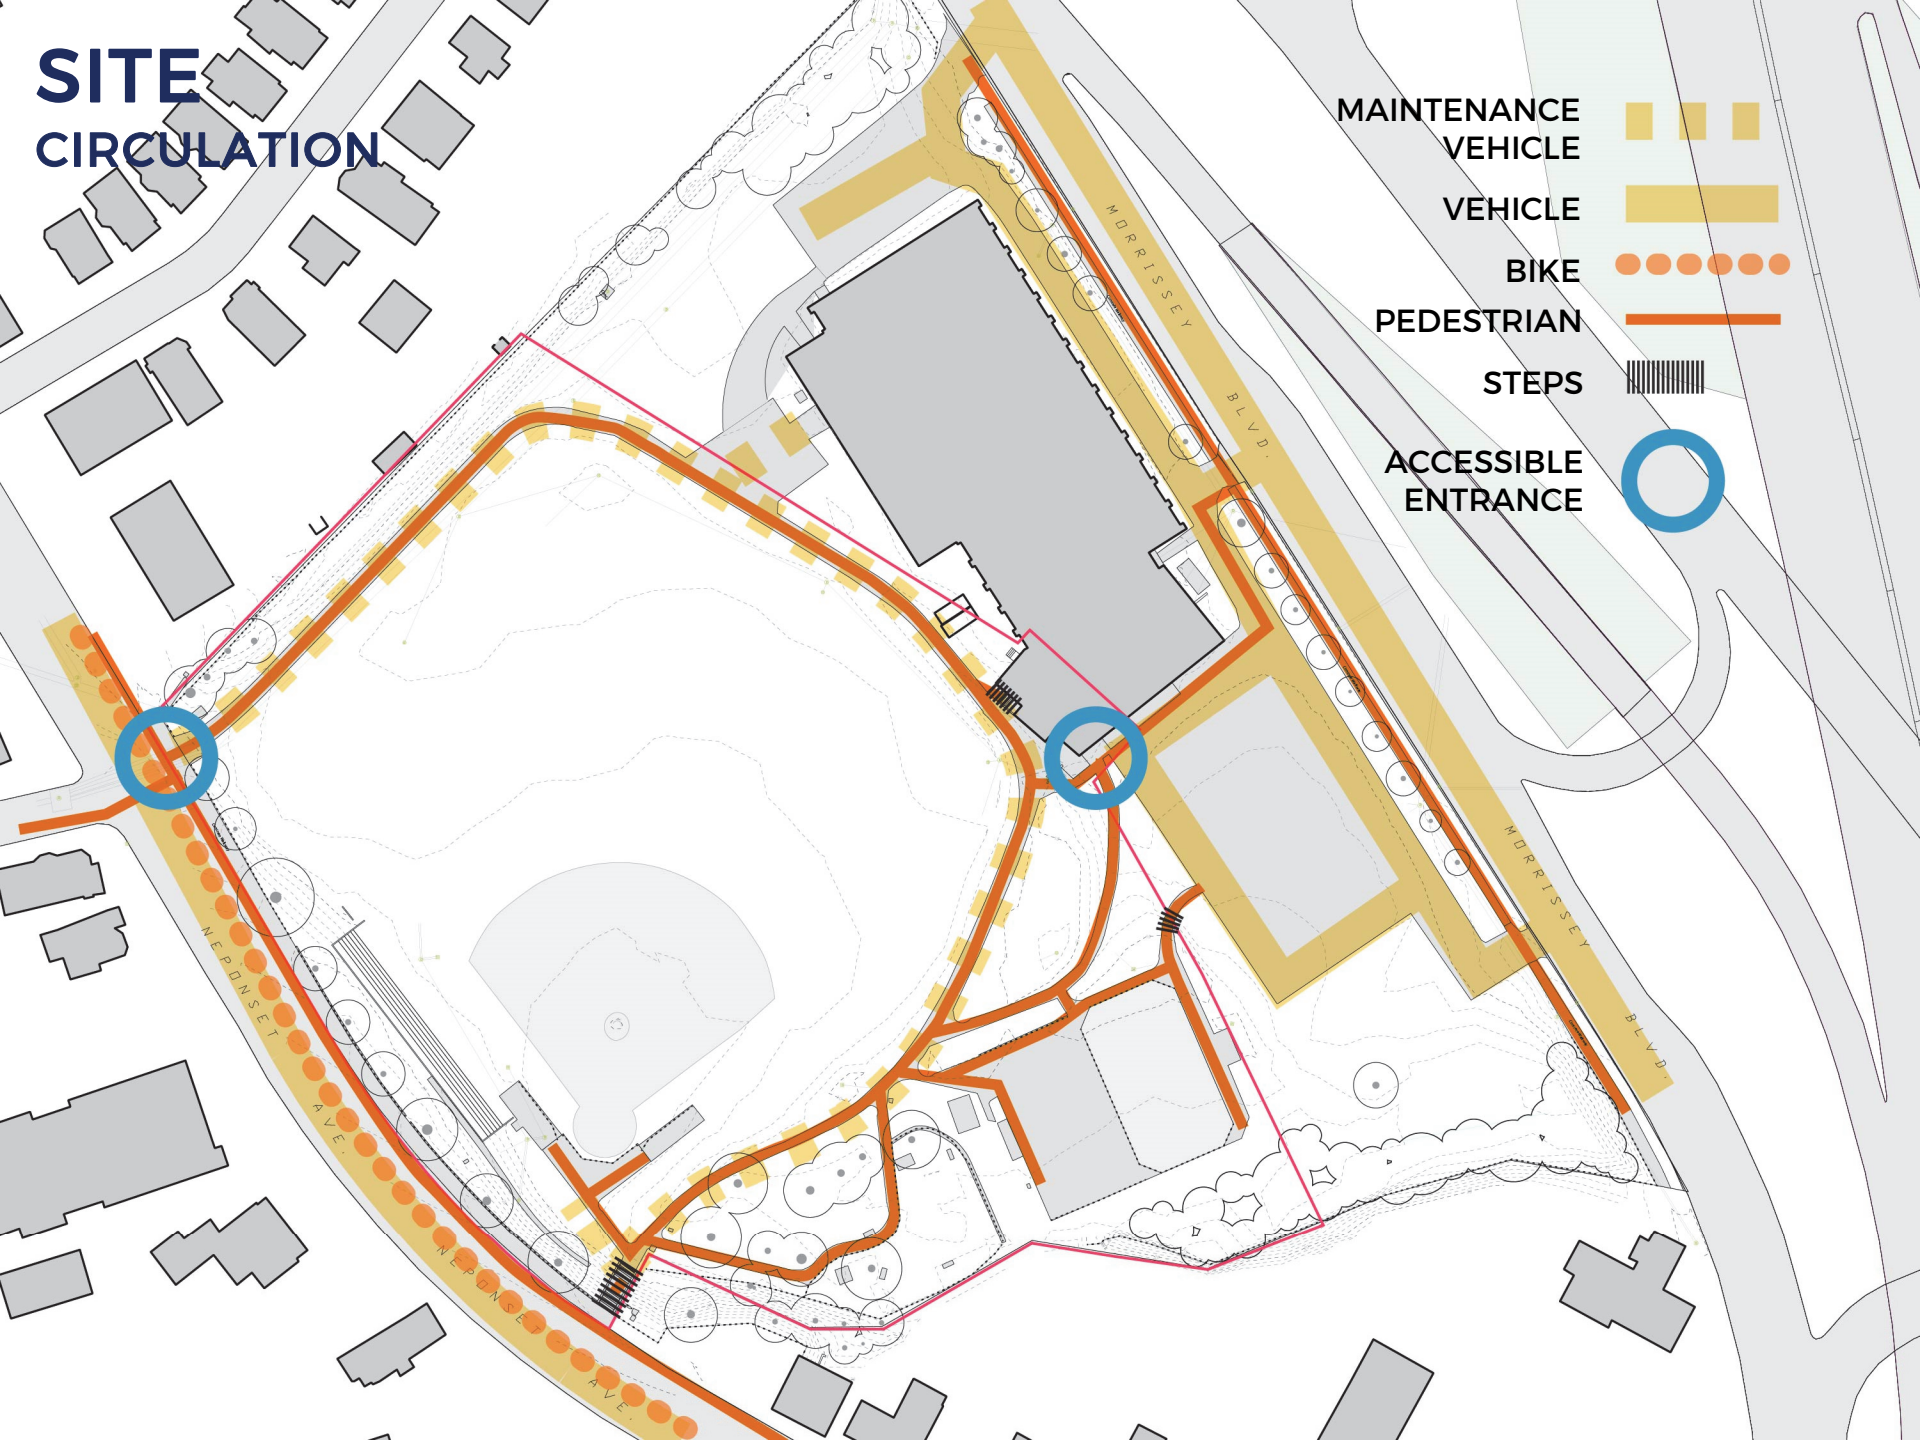 SITE
CIRCULATION
MAINTENANCE
VEHICLE
VEHICLE
BIKE
PEDESTRIAN
STEPS
ACCESSIBLE
ENTRANCE
MORRISSEY
BLVD.
MORRISSEY
BLVD.
NEPONSET
AVE.
NEPONSET
AVE.